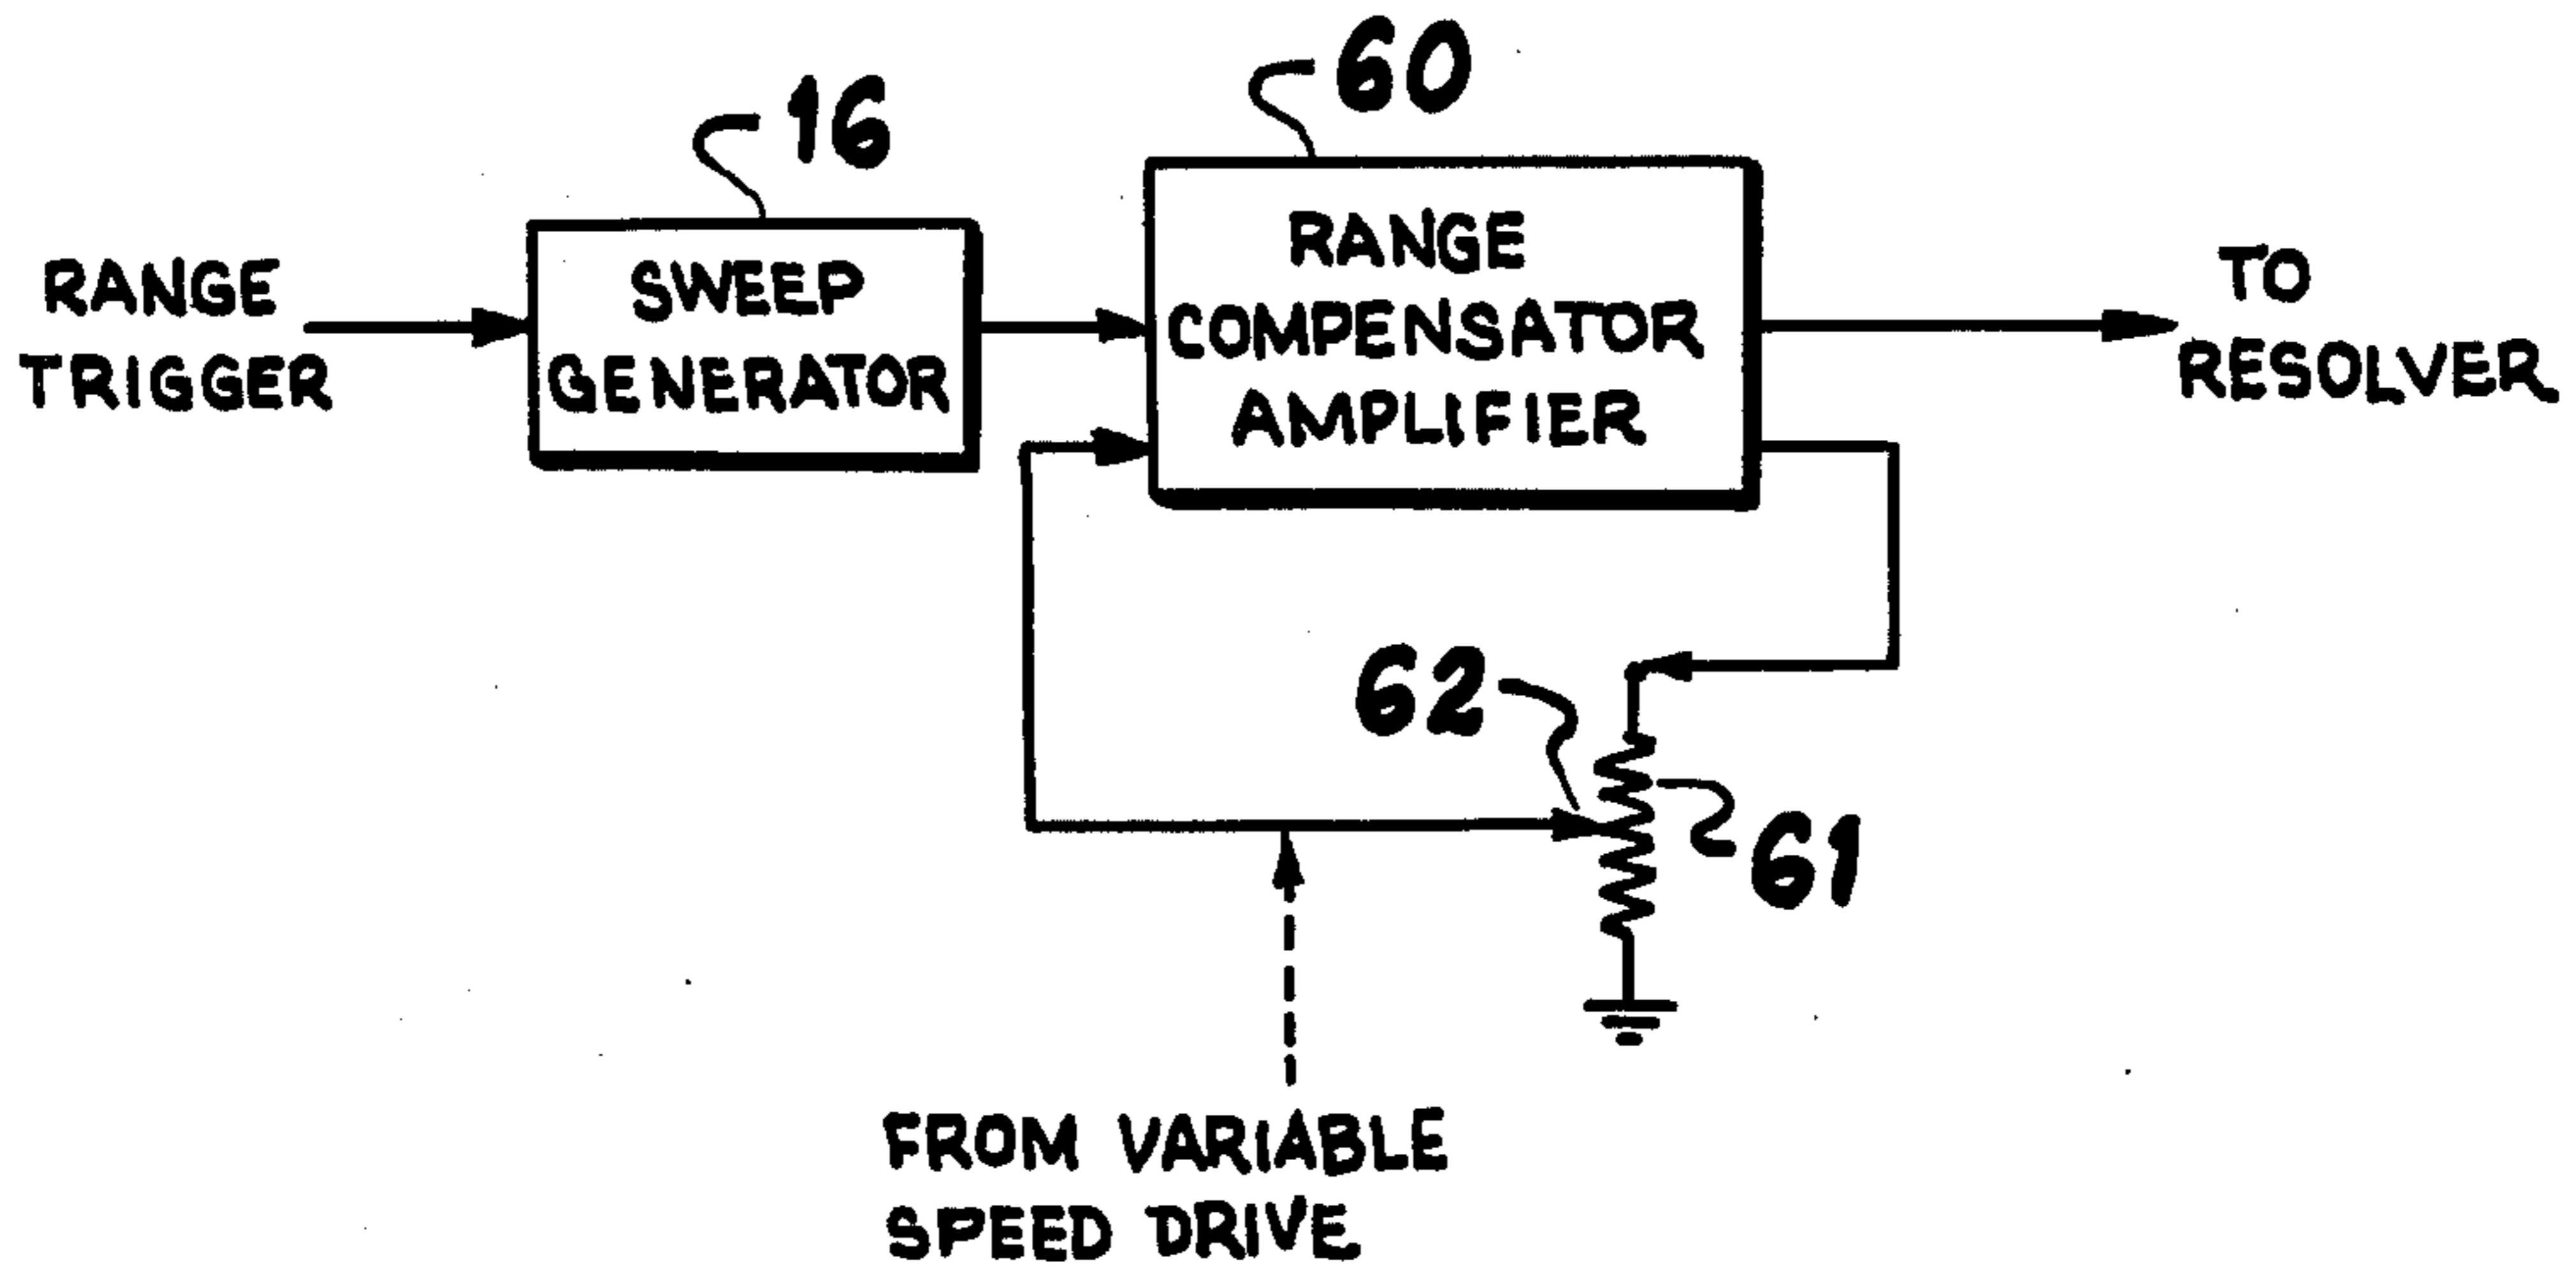 16
60
RANGE
TRIGGER
SWEEP
GENERATOR
RANGE
COMPENSATOR
AMPLIFIER
TO
RESOLVER
62
61
FROM VARIABLE
SPEED DRIVE